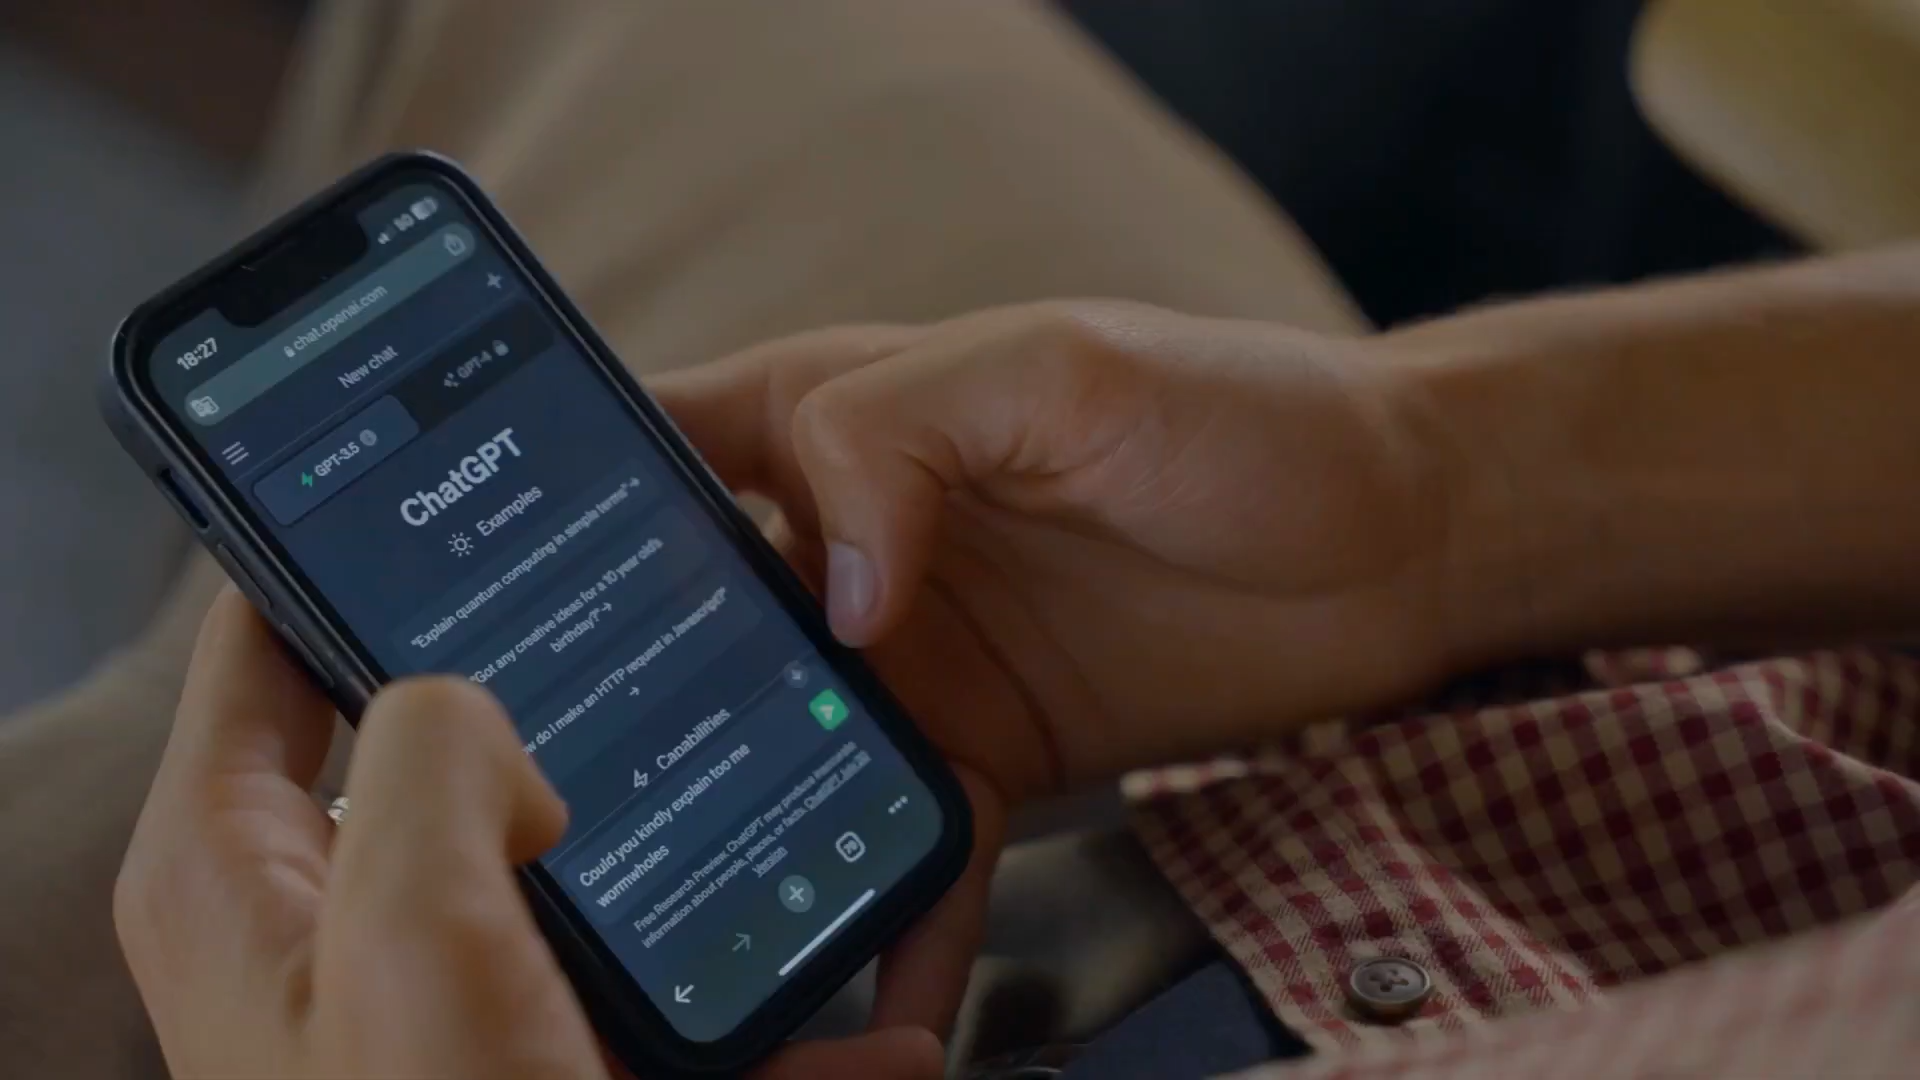 18:27
chat.openai.com
New chat
GPT-3.5
GPT-4
ChatGPT
Examples
"Explain quantum computing in simple terms" →
"Got any creative ideas for a 10 year old's
birthday?" →
w do I make an HTTP request in Javascript?"
→
Capabilities
Could you kindly explain too me
wormwholes
Free Research Preview. ChatGPT may produce inaccurate
information about people, places, or facts. ChatGPT
Version